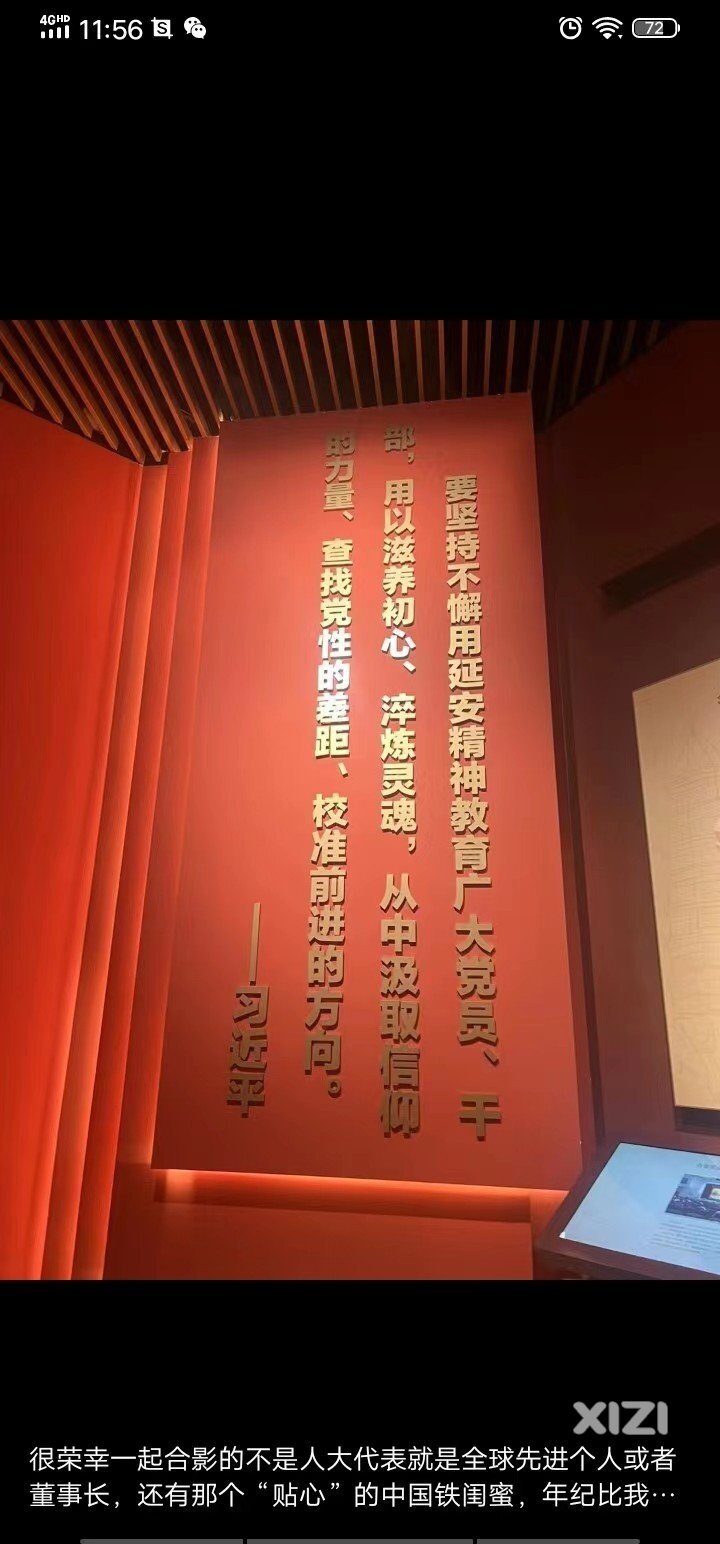 4GHD 11:56 72
要坚持不懈用延安精神教育广大党员、干
部，用以滋养初心、淬炼灵魂，从中汲取信仰
的力量、查找党性的差距、校准前进的方向。
——习近平
XIZI
很荣幸一起合影的不是人大代表就是全球先进个人或者
董事长，还有那个“贴心”的中国铁闺蜜，年纪比我…